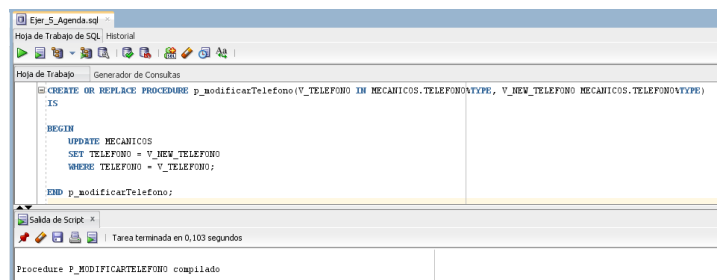 Ejer_5_Agenda.sql
Hoja de Trabajo de SQL Historial
Hoja de Trabajo Generador de Consultas
CREATE OR REPLACE PROCEDURE p_modificarTelefono(V_TELEFONO IN MECANICOS.TELEFONO%TYPE, V_NEW_TELEFONO MECANICOS.TELEFONO%TYPE)
IS
BEGIN
UPDATE MECANICOS
SET TELEFONO = V_NEW_TELEFONO
WHERE TELEFONO = V_TELEFONO;
END p_modificarTelefono;
Salida de Script x
Tarea terminada en 0,103 segundos
Procedure P_MODIFICARTELEFONO compilado